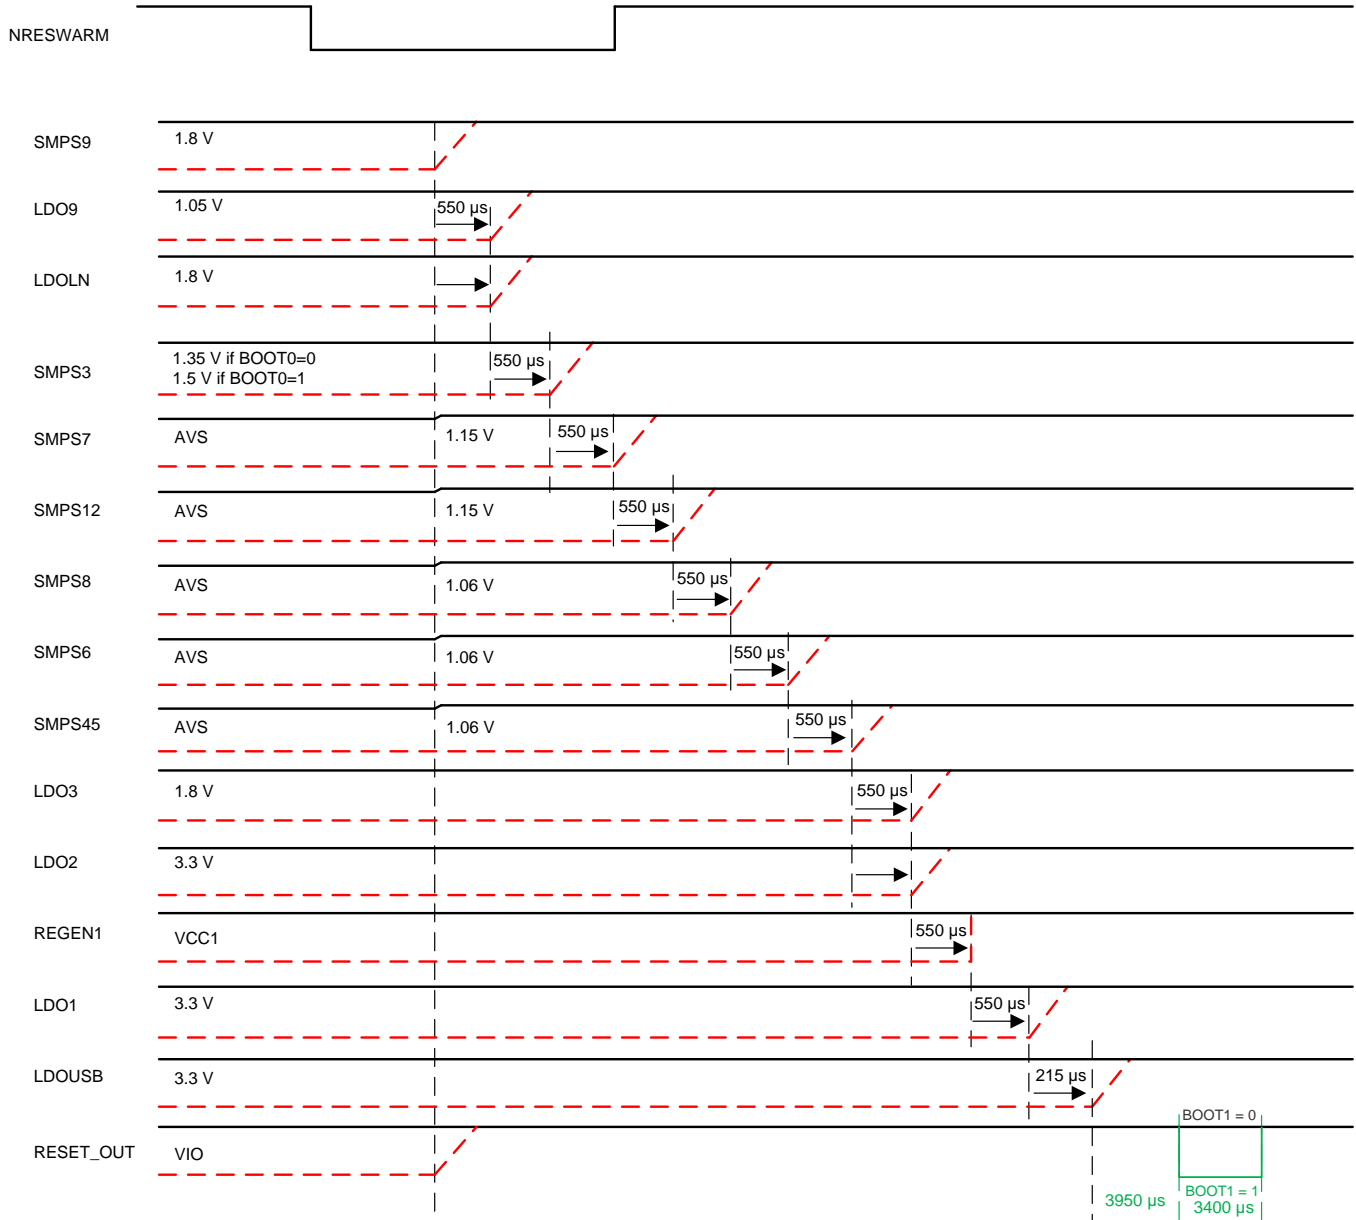 NRESWARM
SMPS9
1.8 V
LDO9
1.05 V
550 µs
LDOLN
1.8 V
SMPS3
1.35 V if BOOT0=0
1.5 V if BOOT0=1
550 µs
SMPS7
AVS
1.15 V
550 µs
SMPS12
AVS
1.15 V
550 µs
SMPS8
AVS
1.06 V
550 µs
SMPS6
AVS
1.06 V
550 µs
SMPS45
AVS
1.06 V
550 µs
LDO3
1.8 V
550 µs
LDO2
3.3 V
REGEN1
VCC1
550 µs
LDO1
3.3 V
550 µs
LDOUSB
3.3 V
215 µs
RESET_OUT
VIO
BOOT1 = 0
3950 µs
BOOT1 = 1
3400 µs